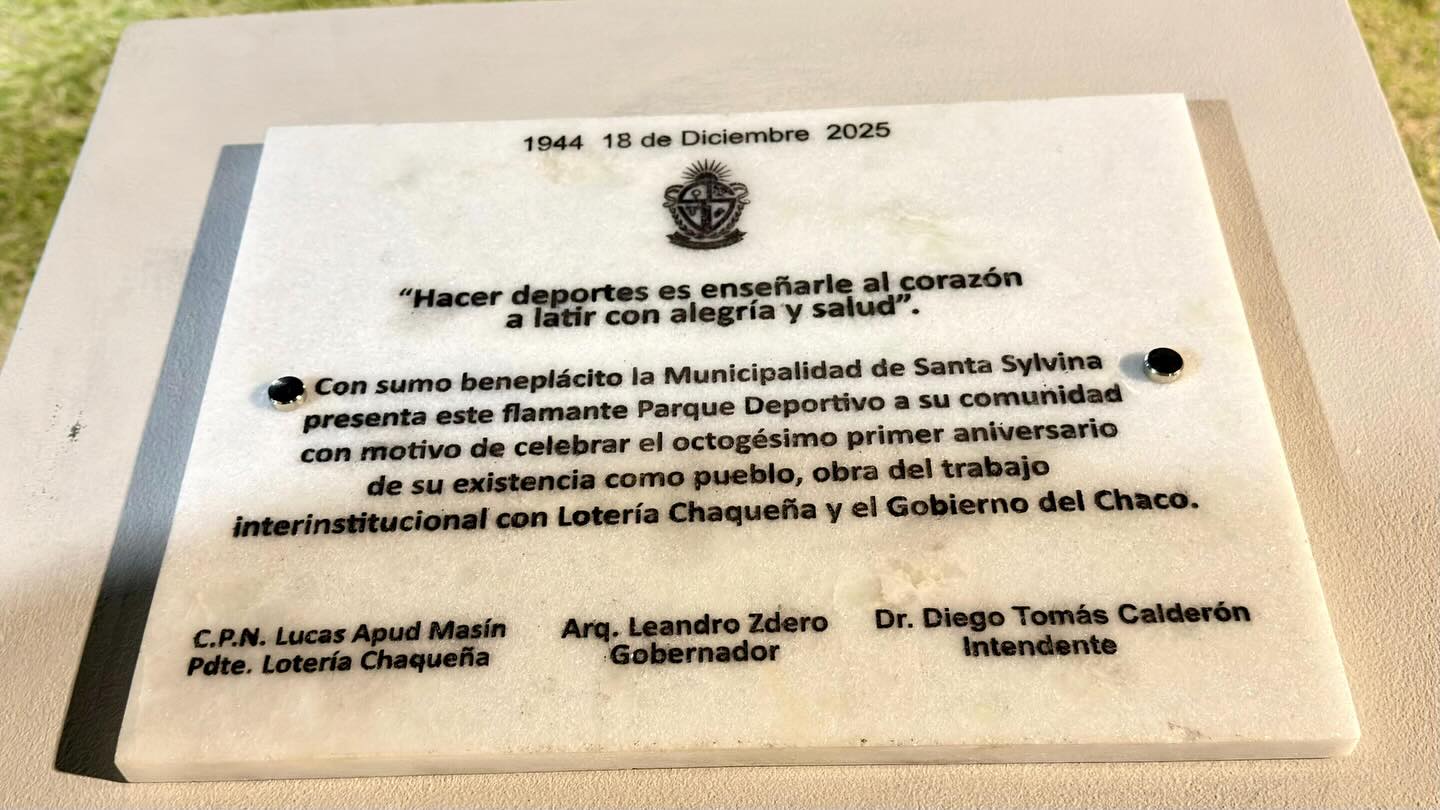 1944 18 de Diciembre 2025
“Hacer deportes es enseñarle al corazón
a latir con alegría y salud”.
Con sumo beneplácito la Municipalidad de Santa Sylvina
presenta este flamante Parque Deportivo a su comunidad
con motivo de celebrar el octogésimo primer aniversario
de su existencia como pueblo, obra del trabajo
interinstitucional con Lotería Chaqueña y el Gobierno del Chaco.
C.P.N. Lucas Apud Masín
Pdte. Lotería Chaqueña
Arq. Leandro Zdero
Gobernador
Dr. Diego Tomás Calderón
Intendente